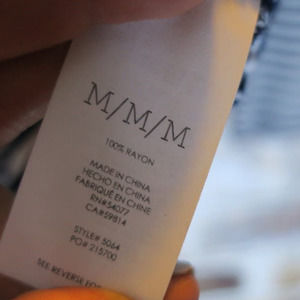 M/M/M
100% RAYON
MADE IN CHINA
HECHO EN CHINA
FABRIQUÉ EN CHINE
RN# 54077
CA# 59814
STYLE# 5064
PO# 215700
SEE REVERSE FOR